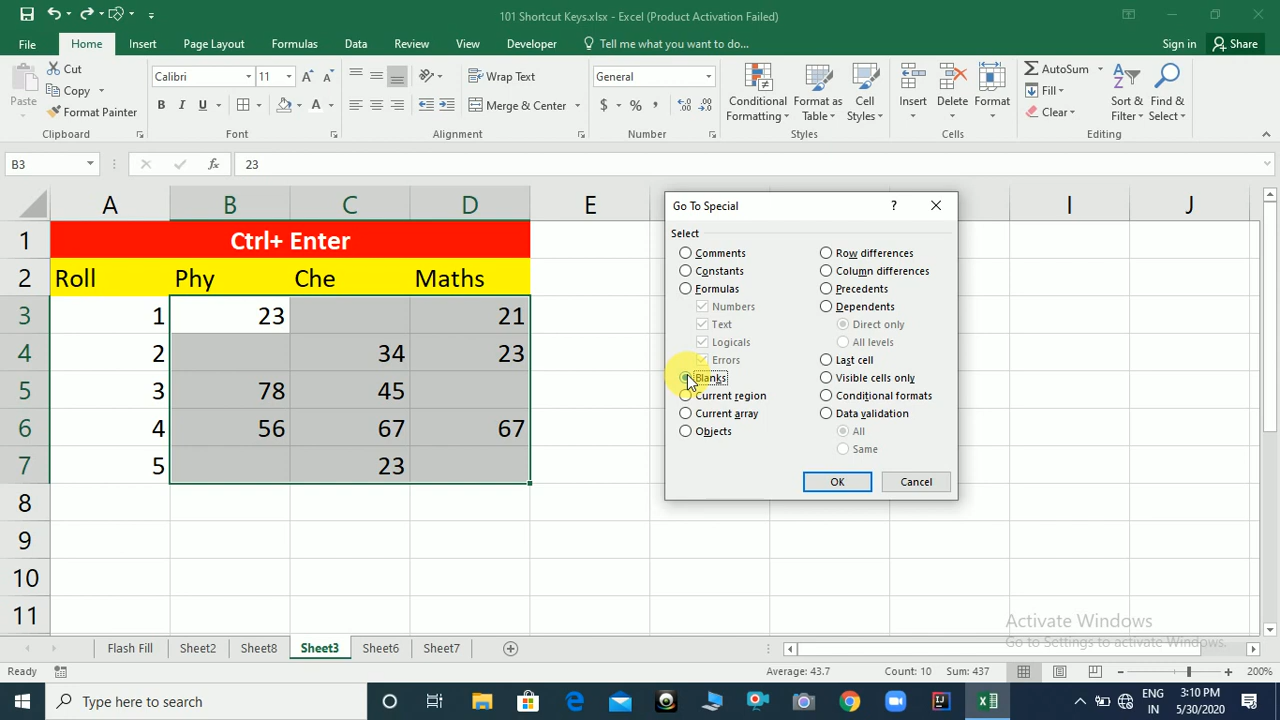 101 Shortcut Keys.xlsx - Excel (Product Activation Failed)
File Home Insert Page Layout Formulas Data Review View Developer Tell me what you want to do... Sign in Share
Paste Cut Copy Format Painter
Clipboard
Calibri 11
B I U A A A
Font
Wrap Text
Merge & Center
Alignment
General
$ % ,
Number
Conditional Formatting Format as Table Cell Styles
Styles
Insert Delete Format
Cells
AutoSum Fill Clear Sort & Filter Find & Select
Editing
B3 fx 23
A B C D E I J
1 Ctrl+ Enter
2 Roll Phy Che Maths
3 1 23 21
4 2 34 23
5 3 78 45
6 4 56 67 67
7 5 23
8
9
10
11
Go To Special ?
Select
Comments Row differences
Constants Column differences
Formulas Precedents
Numbers Dependents
Text Direct only
Logicals All levels
Errors Last cell
Blanks Visible cells only
Current region Conditional formats
Current array Data validation
Objects All
Same
OK Cancel
Activate Windows
Go to Settings to activate Windows.
Flash Fill Sheet2 Sheet8 Sheet3 Sheet6 Sheet7
Ready Average: 43.7 Count: 10 Sum: 437 200%
Type here to search
ENG
IN
3:10 PM
5/30/2020